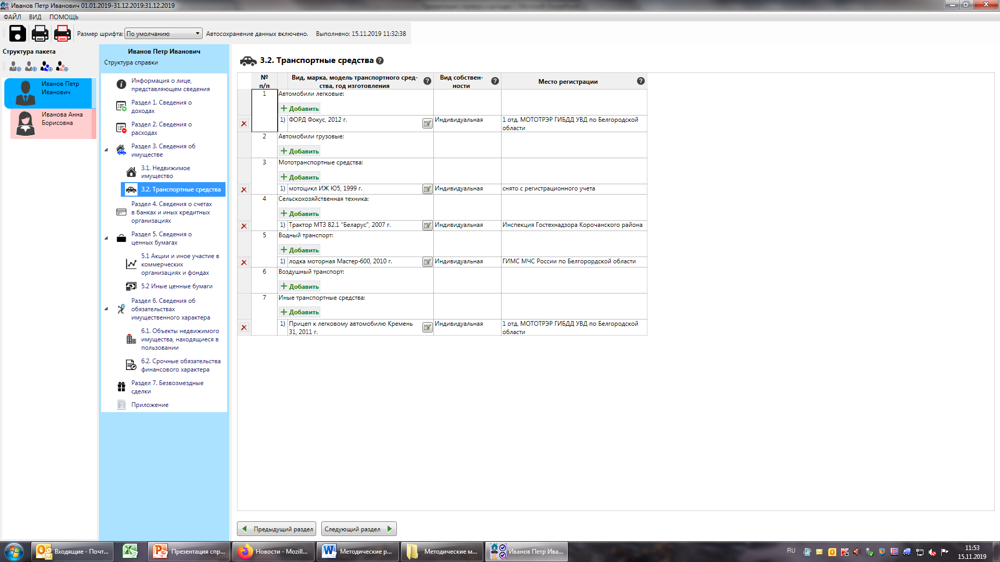 Иванов Петр Иванович 01.01.2019-31.12.2019:31.12.2019
ФАЙЛ ВИД ПОМОЩЬ
Размер шрифта: По умолчанию Автосохранение данных включено. Выполнено: 15.11.2019 11:32:38
Структура пакета
Иванов Петр
Иванович
Иванова Анна
Борисовна
Иванов Петр Иванович
Структура справки
Информация о лице,
представляющем сведения
Раздел 1. Сведения о
доходах
Раздел 2. Сведения о
расходах
Раздел 3. Сведения об
имуществе
3.1. Недвижимое
имущество
3.2. Транспортные средства
Раздел 4. Сведения о счетах
в банках и иных кредитных
организациях
Раздел 5. Сведения о
ценных бумагах
5.1 Акции и иное участие в
коммерческих
организациях и фондах
5.2 Иные ценные бумаги
Раздел 6. Сведения об
обязательствах
имущественного характера
6.1. Объекты недвижимого
имущества, находящиеся в
пользовании
6.2. Срочные обязательства
финансового характера
Раздел 7. Безвозмездные
сделки
Приложение
3.2. Транспортные средства
№
п/п
Вид, марка, модель транспортного сред-
ства, год изготовления
Вид собствен-
ности
Место регистрации
1 Автомобили легковые:
Добавить
1) ФОРД Фокус, 2012 г. Индивидуальная 1 отд. МОТОТРЭР ГИБДД УВД по Белгородской
области
2 Автомобили грузовые:
Добавить
3 Мототранспортные средства:
Добавить
1) мотоцикл ИЖ Ю5, 1999 г. Индивидуальная снято с регистрационного учета
4 Сельскохозяйственная техника:
Добавить
1) Трактор МТЗ 82.1 "Беларус", 2007 г. Индивидуальная Инспекция Гостехнадзора Корочанского района
5 Водный транспорт:
Добавить
1) лодка моторная Мастер-600, 2010 г. Индивидуальная ГИМС МЧС России по Белгорордской области
6 Воздушный транспорт:
Добавить
7 Иные транспортные средства:
Добавить
1) Прицеп к легковому автомобилю Кремень
31, 2011 г.
Индивидуальная
1 отд. МОТОТРЭР ГИБДД УВД по Белгородской
области
Предыдущий раздел Следующий раздел
Входящие - Почт... Презентация спр... Новости - Mozill... Методические р... Методические м... Иванов Петр Ива...
RU
11:53
15.11.2019